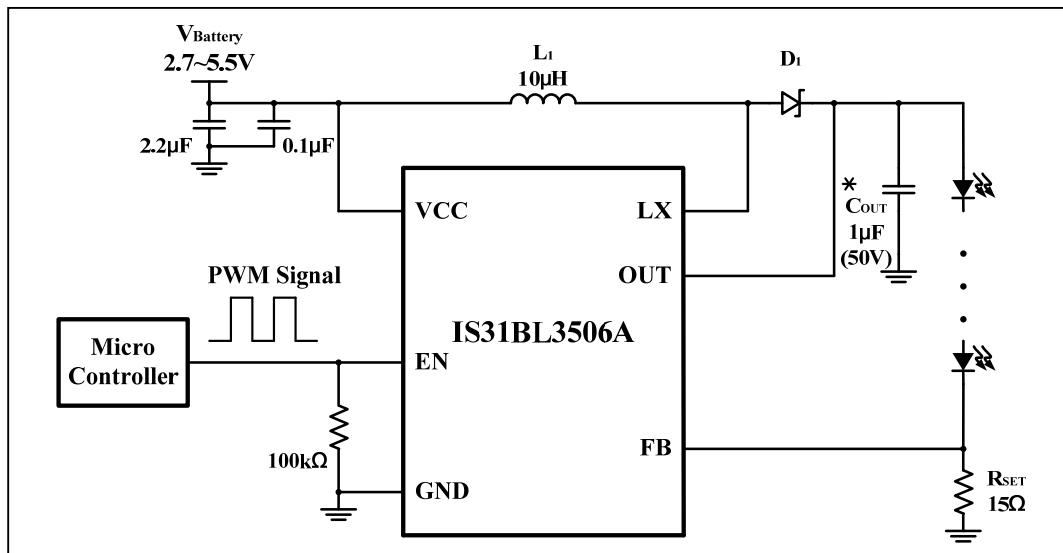 VBattery
2.7~5.5V
2.2µF
0.1µF
L1
10µH
D1
VCC
LX
*
COUT
1µF
(50V)
OUT
PWM Signal
IS31BL3506A
Micro
Controller
EN
100kΩ
FB
GND
RSET
15Ω